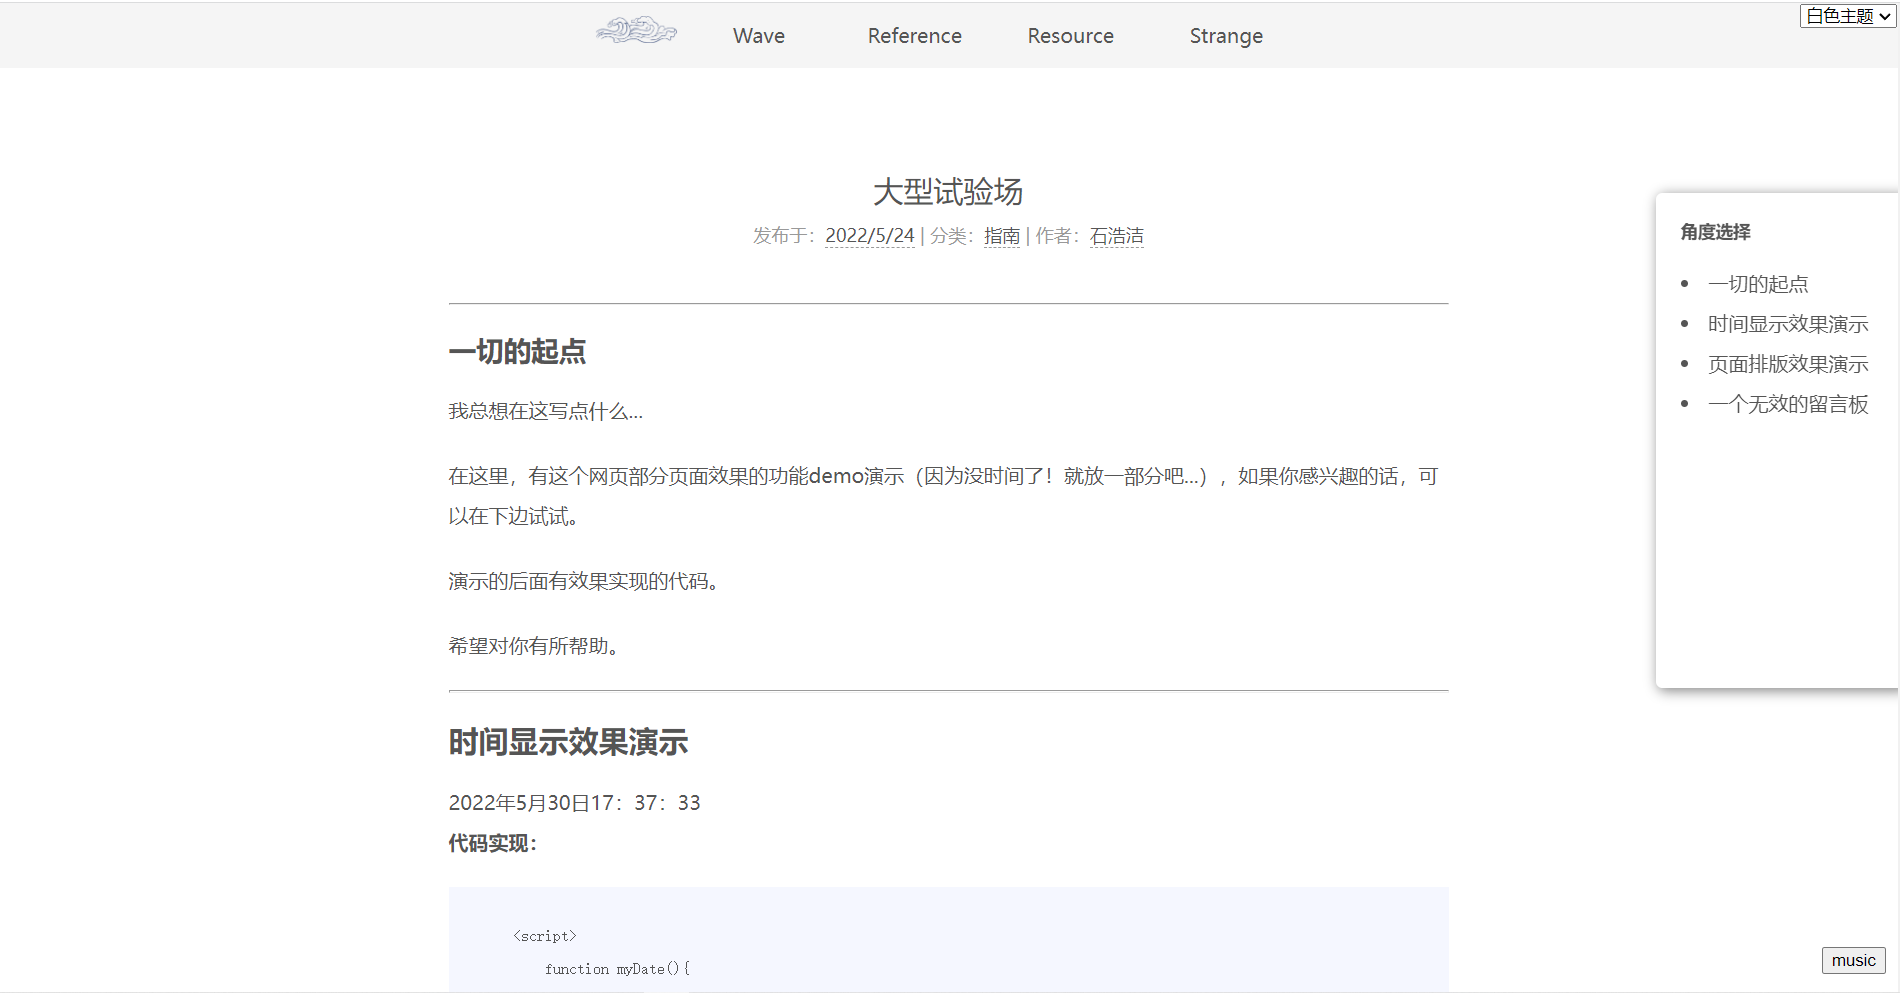 Wave Reference Resource Strange
白色主题
大型试验场
发布于：2022/5/24 | 分类：指南 | 作者：石浩洁
角度选择
一切的起点
时间显示效果演示
页面排版效果演示
一个无效的留言板
一切的起点
我总想在这写点什么...
在这里，有这个网页部分页面效果的功能demo演示（因为没时间了！就放一部分吧...），如果你感兴趣的话，可
以在下边试试。
演示的后面有效果实现的代码。
希望对你有所帮助。
时间显示效果演示
2022年5月30日17：37：33
代码实现：
<script>
function myDate(){
music